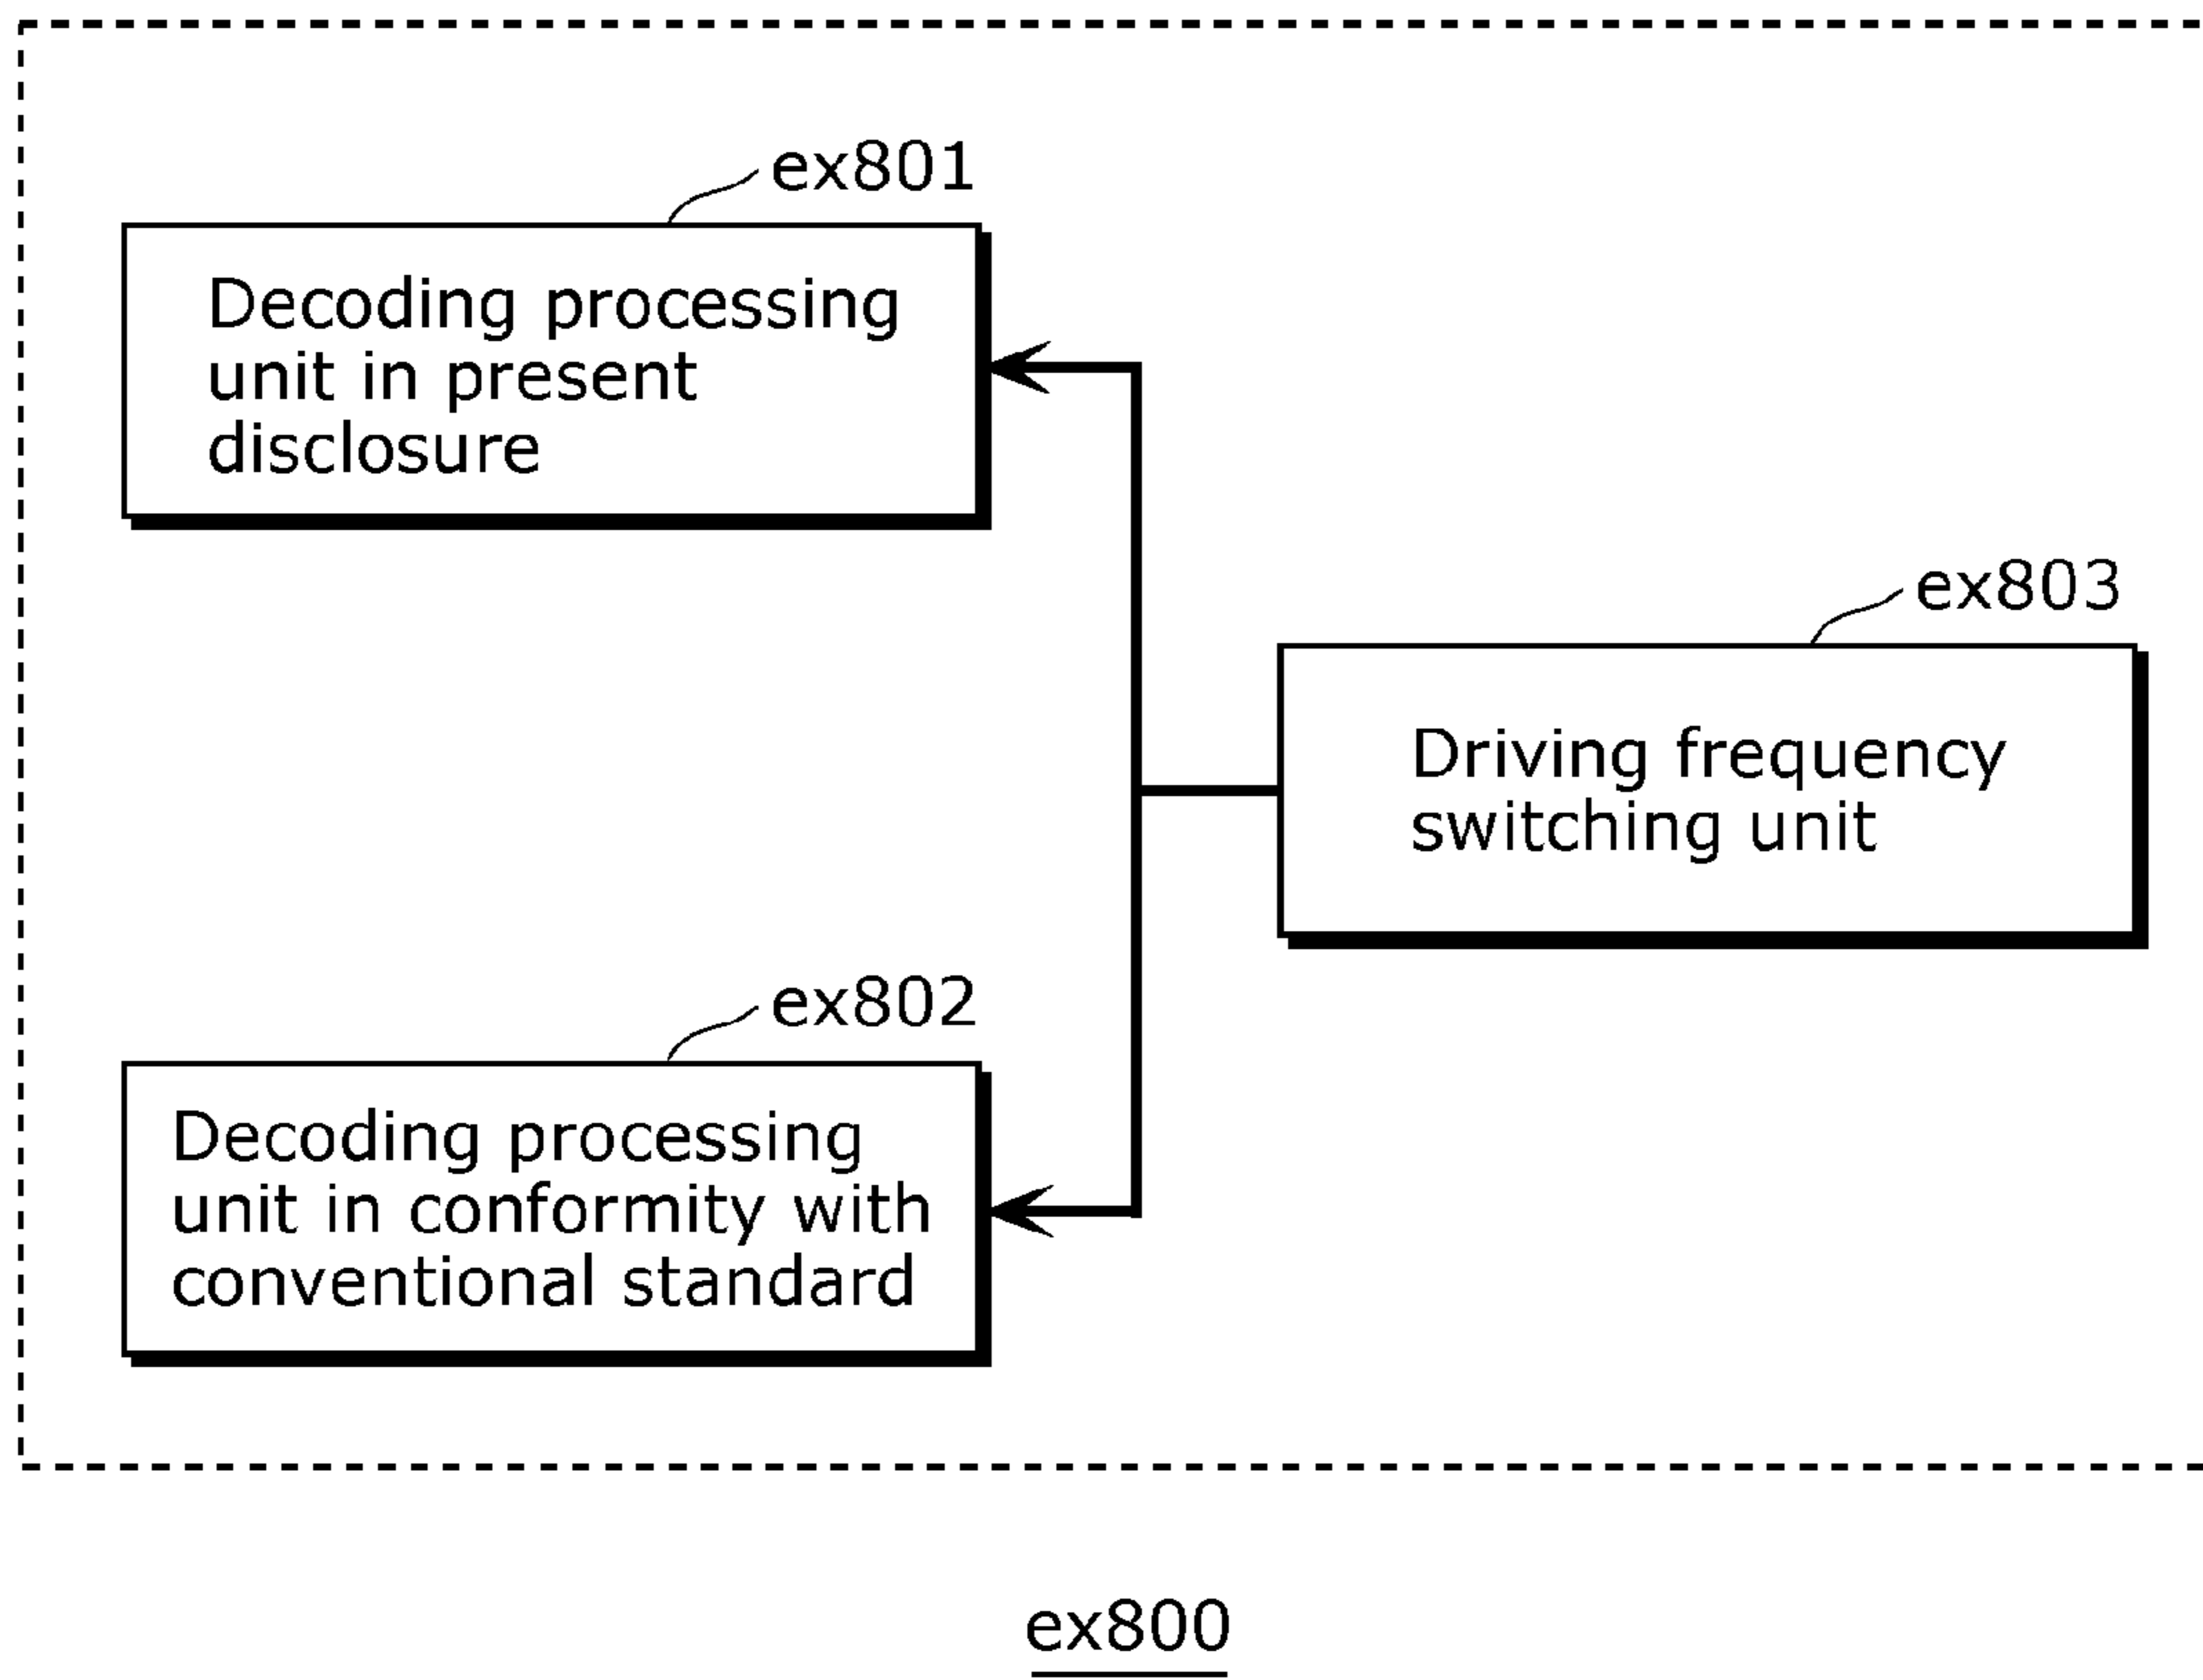 ex801
Decoding processing
unit in present
disclosure
ex803
Driving frequency
switching unit
ex802
Decoding processing
unit in conformity with
conventional standard
ex800